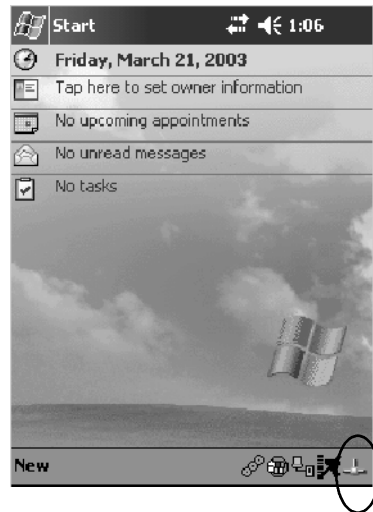 Start 1:06
Friday, March 21, 2003
Tap here to set owner information
No upcoming appointments
No unread messages
No tasks
New